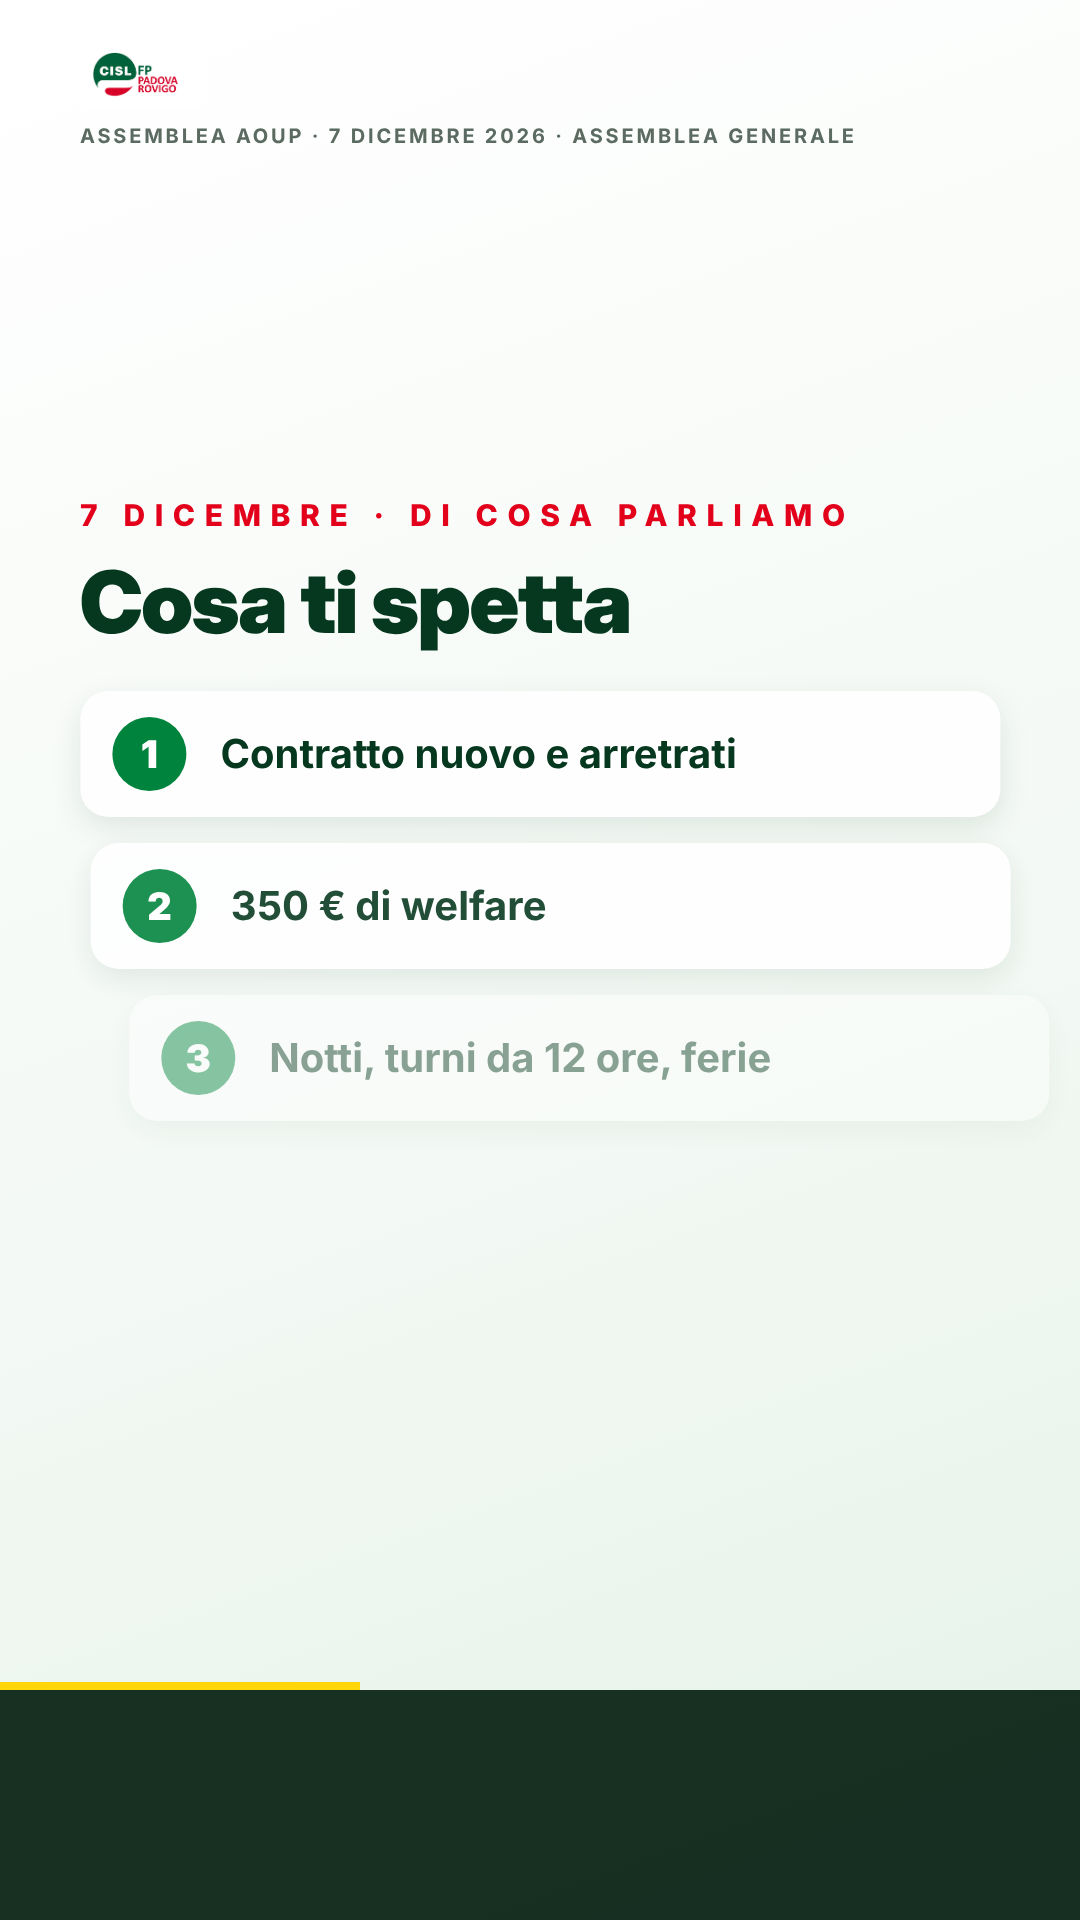 CISL FP
PADOVA
ROVIGO
ASSEMBLEA AOUP · 7 DICEMBRE 2026 · ASSEMBLEA GENERALE
7 DICEMBRE · DI COSA PARLIAMO
Cosa ti spetta
1 Contratto nuovo e arretrati
2 350 € di welfare
3 Notti, turni da 12 ore, ferie